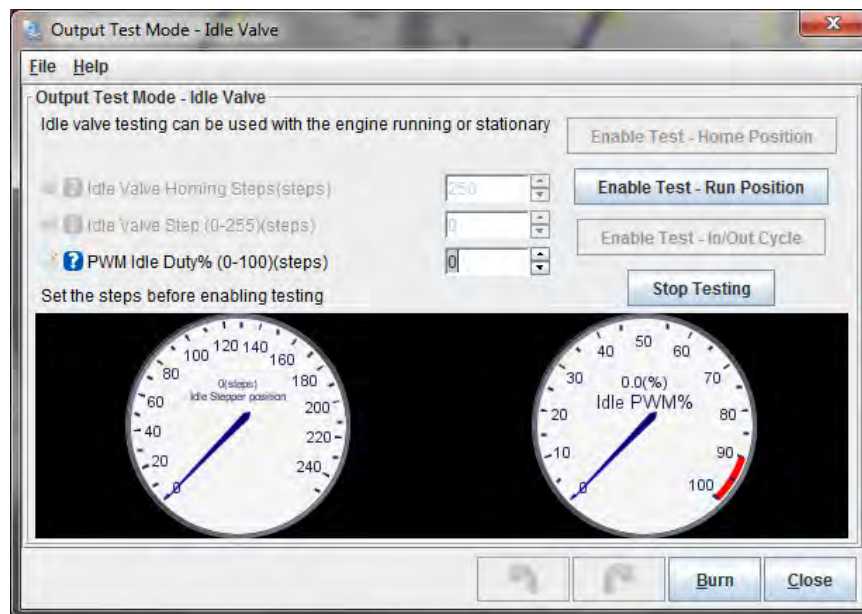 Output Test Mode - Idle Valve
File Help
Output Test Mode - Idle Valve
Idle valve testing can be used with the engine running or stationary
Enable Test - Home Position
Idle Valve Homing Steps(steps)
250
Enable Test - Run Position
Idle Valve Step (0-255)(steps)
0
Enable Test - In/Out Cycle
PWM Idle Duty% (0-100)(steps)
0
Set the steps before enabling testing
Stop Testing
0 20 40 60 80 100 120 140 160 180 200 220 240
0(steps)
Idle Stepper position
0 10 20 30 40 50 60 70 80 90 100
0.0(%)
Idle PWM%
Burn
Close